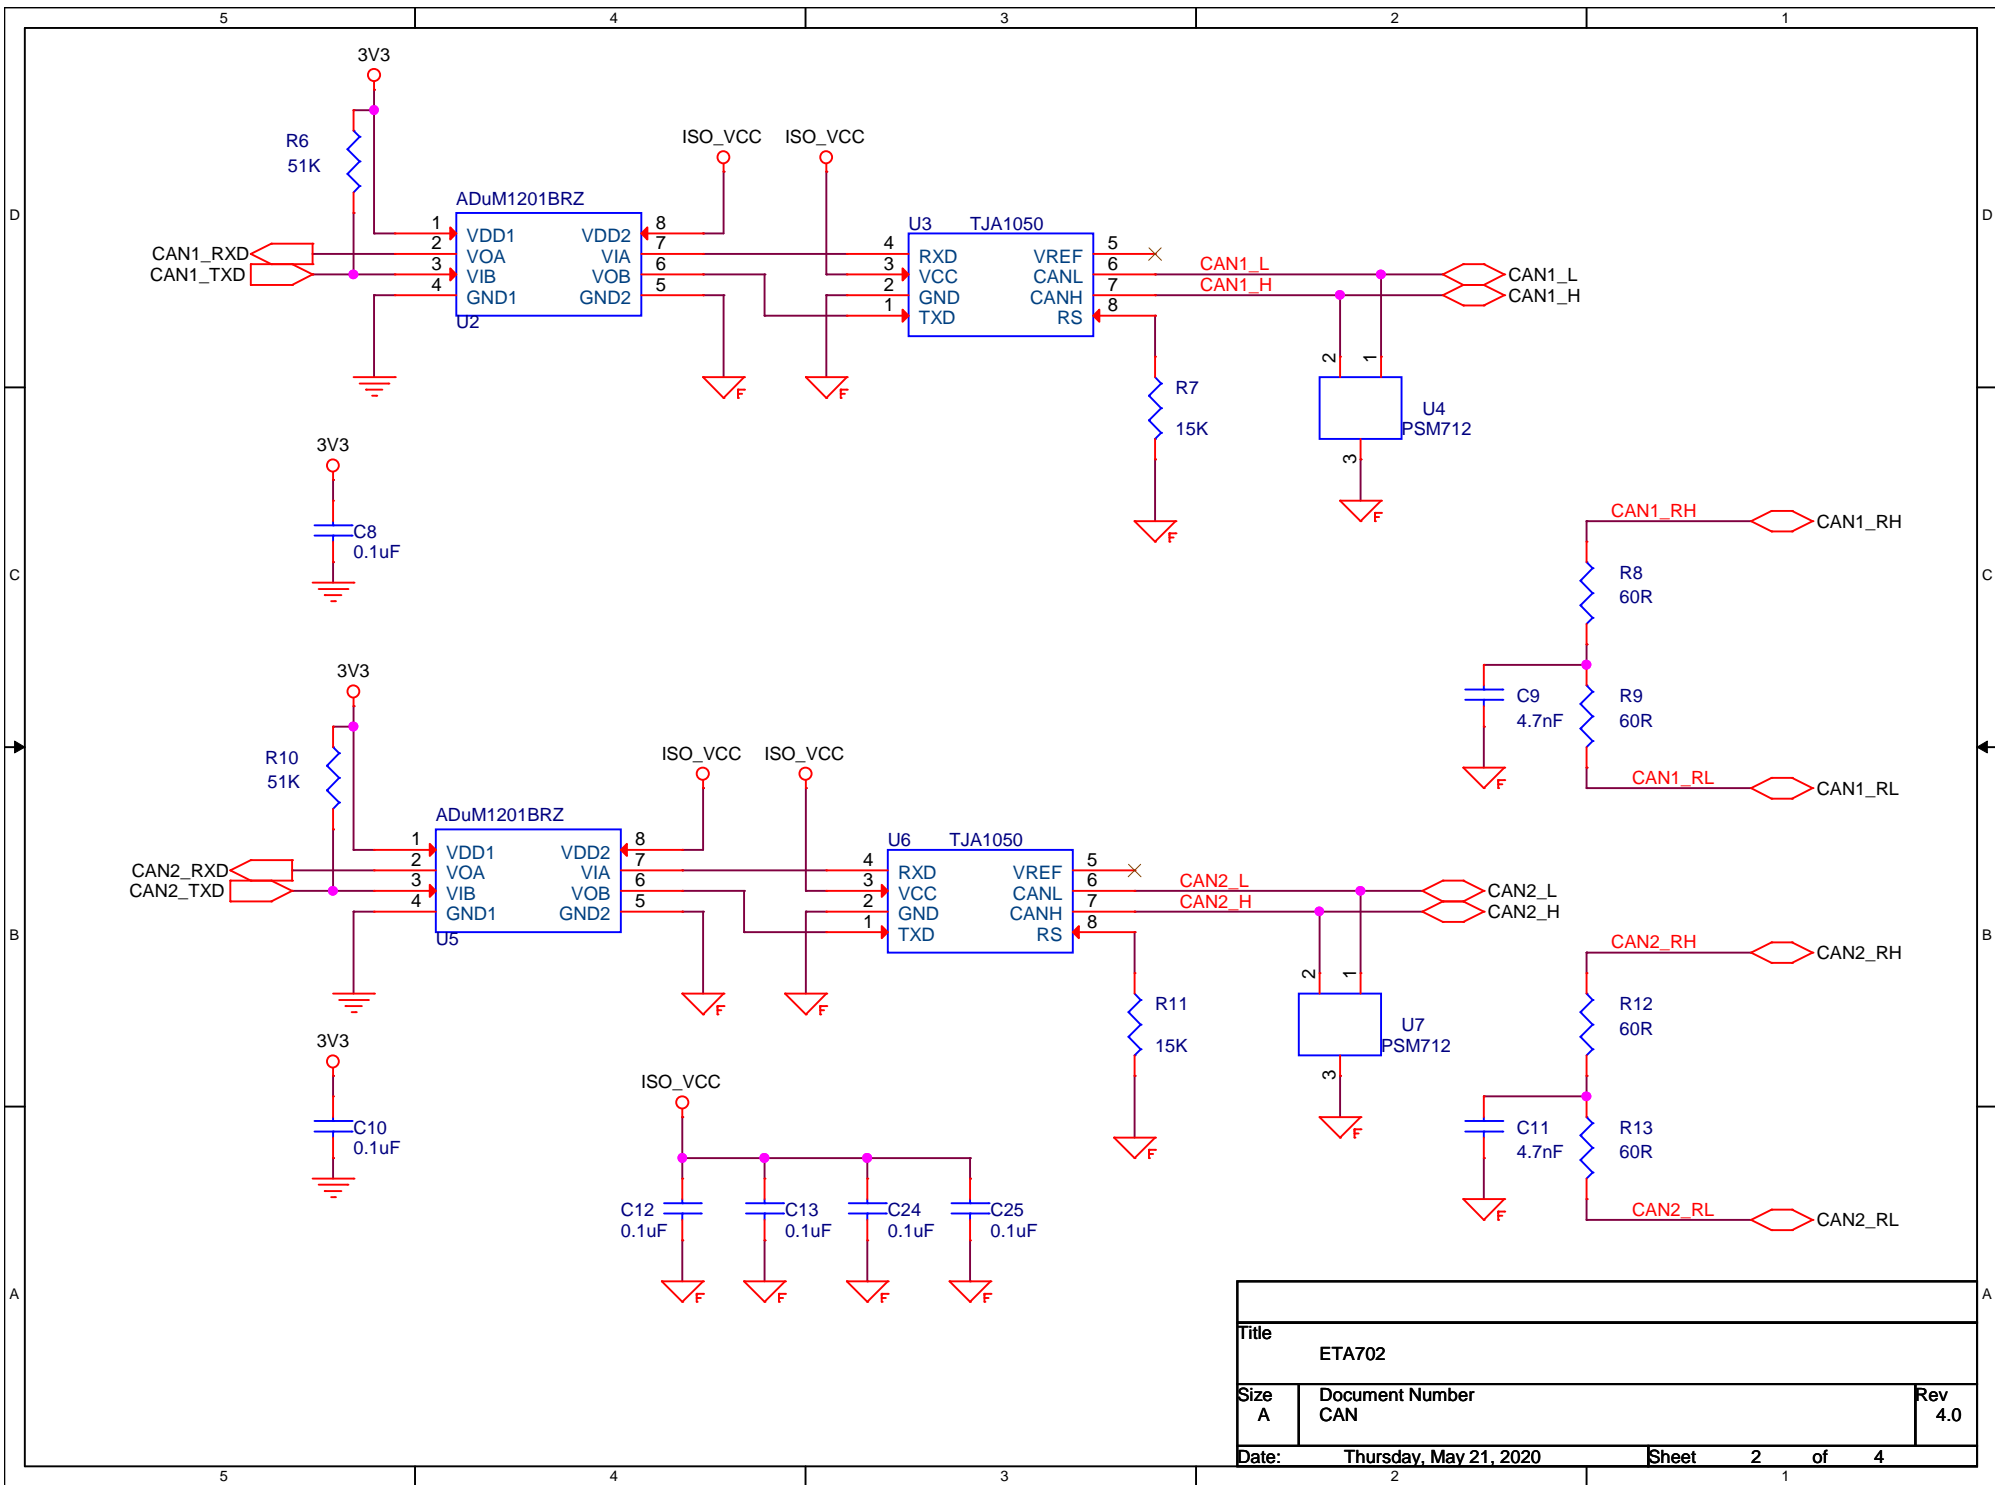 5 4 3 2 1
3V3
R6
51K
ISO_VCC ISO_VCC
ADuM1201BRZ
D D
CAN1_RXD
CAN1_TXD
1 VDD1 VDD2 8
2 VOA VIA 7
3 VIB VOB 6
4 GND1 GND2 5
U2
U3 TJA1050
4 RXD VREF 5
3 VCC CANL 6
2 GND CANH 7
1 TXD RS 8
CAN1_L CAN1_L
CAN1_H CAN1_H
F F
2 1
R7
15K
U4
PSM712
3
F F
3V3
C8
0.1uF
CAN1_RH CAN1_RH
C C
R8
60R
C9
4.7nF
R9
60R
F
CAN1_RL CAN1_RL
3V3
R10
51K
ISO_VCC ISO_VCC
ADuM1201BRZ
CAN2_RXD
CAN2_TXD
1 VDD1 VDD2 8
2 VOA VIA 7
3 VIB VOB 6
4 GND1 GND2 5
U5
U6 TJA1050
4 RXD VREF 5
3 VCC CANL 6
2 GND CANH 7
1 TXD RS 8
CAN2_L CAN2_L
CAN2_H CAN2_H
B B
F F
2 1
R11
15K
U7
PSM712
3
F F
CAN2_RH CAN2_RH
R12
60R
C11
4.7nF
R13
60R
F
CAN2_RL CAN2_RL
3V3
C10
0.1uF
ISO_VCC
C12
0.1uF
C13
0.1uF
C24
0.1uF
C25
0.1uF
F F F F
A A
Title
ETA702
Size
A
Document Number
CAN
Rev
4.0
Date: Thursday, May 21, 2020 Sheet 2 of 4
5 4 3 2 1